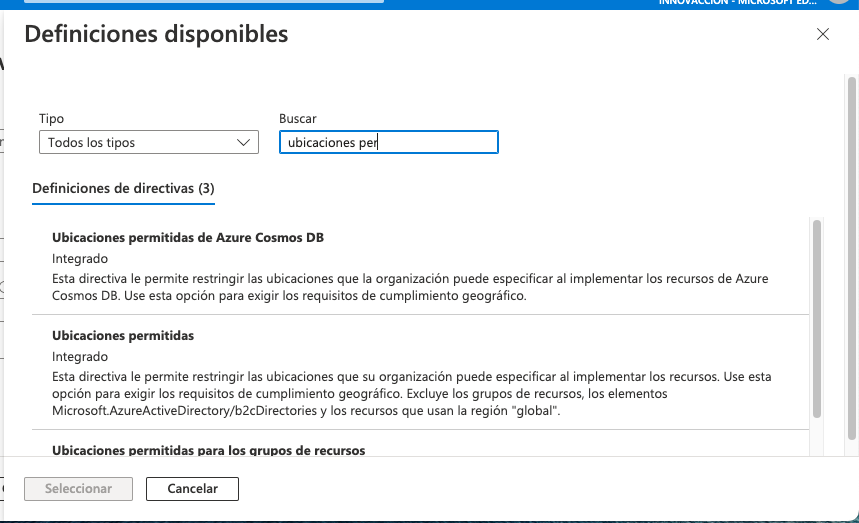 INNOVACCIÓN - MICROSOFT ED...
Definiciones disponibles
Tipo
Buscar
Todos los tipos
ubicaciones per
Definiciones de directivas (3)
Ubicaciones permitidas de Azure Cosmos DB
Integrado
Esta directiva le permite restringir las ubicaciones que la organización puede especificar al implementar los recursos de Azure
Cosmos DB. Use esta opción para exigir los requisitos de cumplimiento geográfico.
Ubicaciones permitidas
Integrado
Esta directiva le permite restringir las ubicaciones que su organización puede especificar al implementar los recursos. Use esta
opción para exigir los requisitos de cumplimiento geográfico. Excluye los grupos de recursos, los elementos
Microsoft.AzureActiveDirectory/b2cDirectories y los recursos que usan la región "global".
Ubicaciones permitidas para los grupos de recursos
Seleccionar
Cancelar